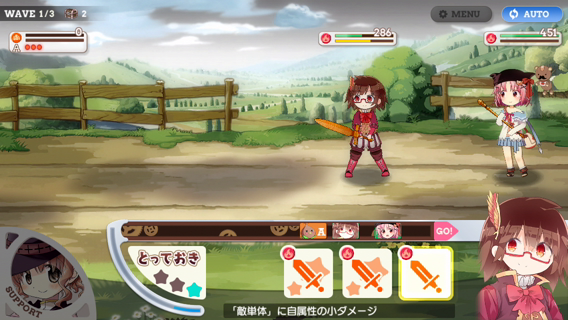 WAVE 1/3 2
MENU
AUTO
0
286
451
A
A
GO!
とっておき
SUPPORT
「敵単体」に自属性の小ダメージ